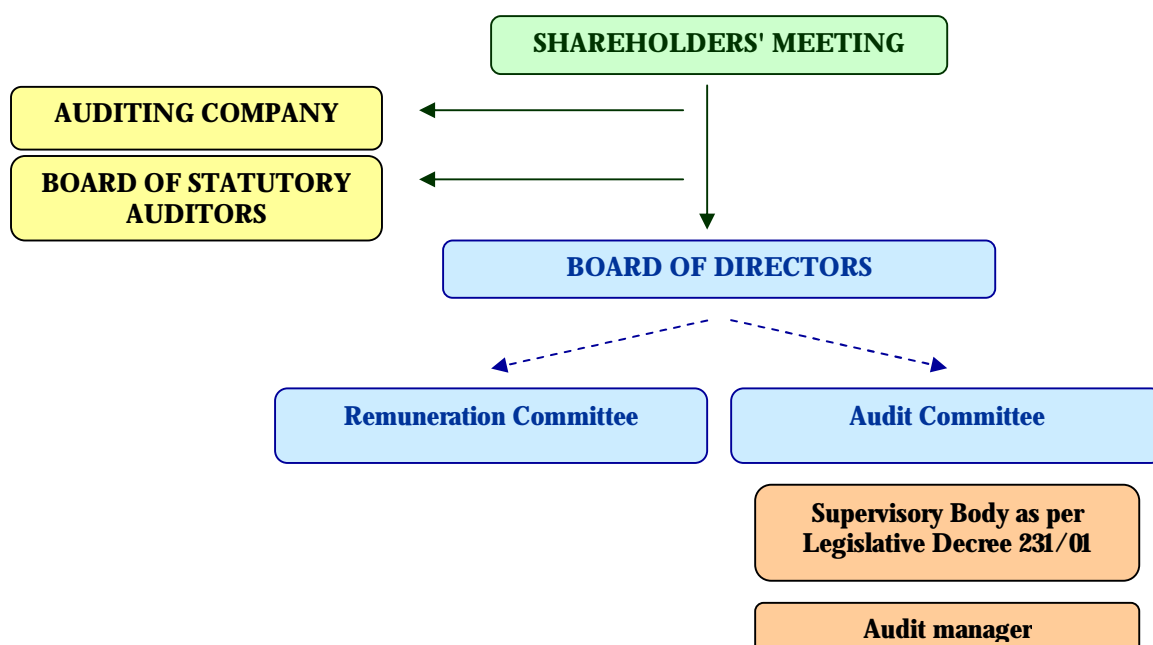 SHAREHOLDERS' MEETING
AUDITING COMPANY
BOARD OF STATUTORY
AUDITORS
BOARD OF DIRECTORS
Remuneration Committee
Audit Committee
Supervisory Body as per
Legislative Decree 231/01
Audit manager